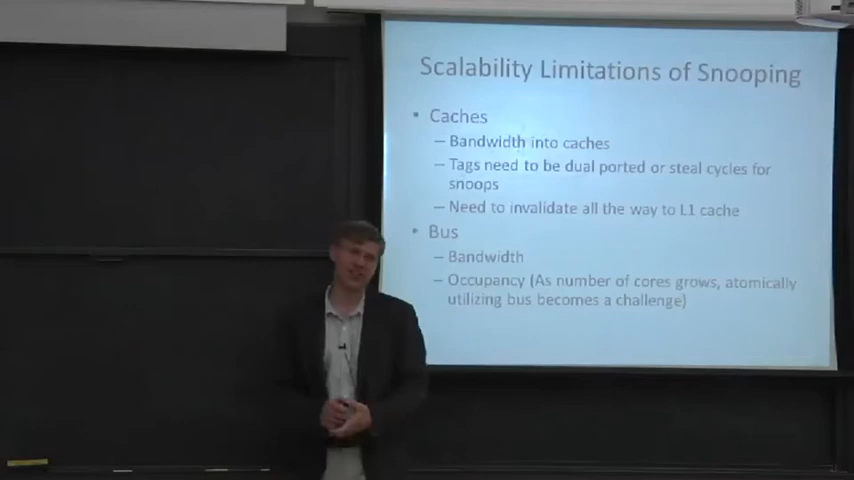 Scalability Limitations of Snooping
• Caches
– Bandwidth into caches
– Tags need to be dual ported or steal cycles for
snoops
– Need to invalidate all the way to L1 cache
• Bus
– Bandwidth
– Occupancy (As number of cores grows, atomically
utilizing bus becomes a challenge)